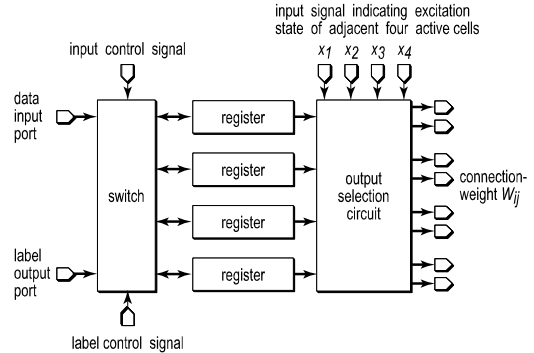 input signal indicating excitation
state of adjacent four active cells
input control signal
x1 x2 x3 x4
data
input
port
register
register
switch
output
selection
circuit
connection-
weight Wij
register
label
output
port
register
label control signal